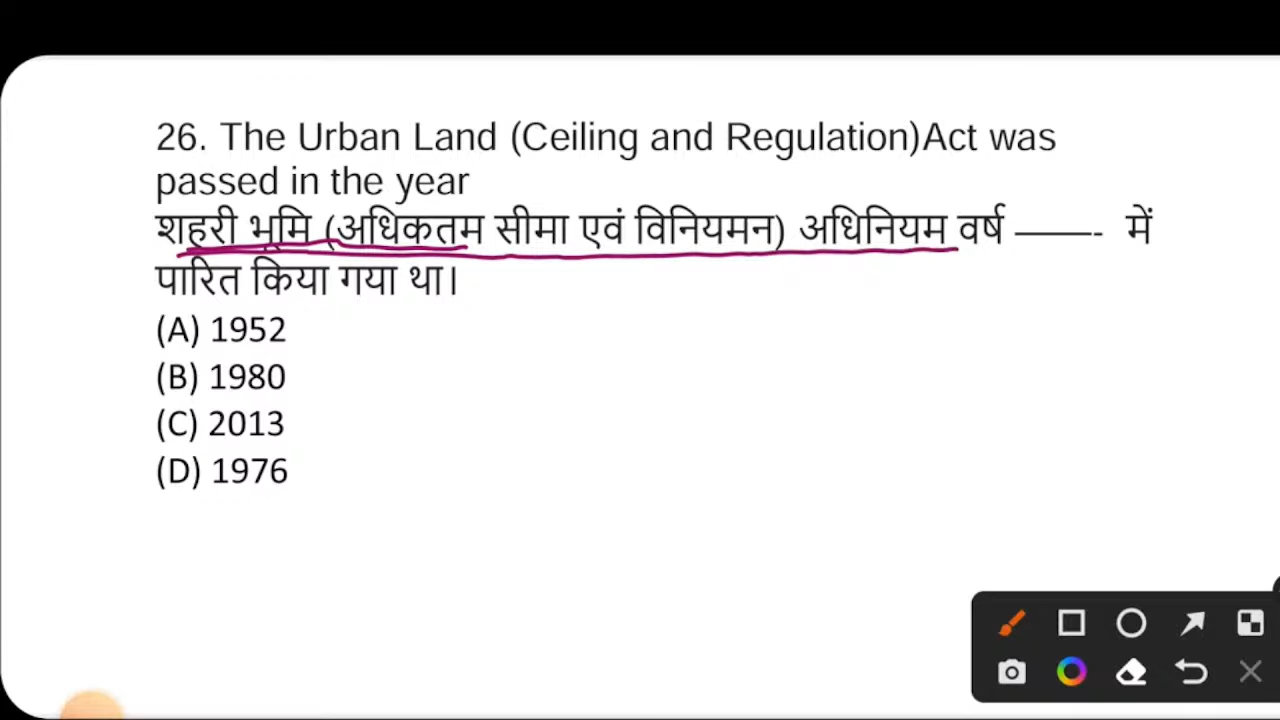 26. The Urban Land (Ceiling and Regulation)Act was
passed in the year
शहरी भूमि (अधिकतम सीमा एवं विनियमन) अधिनियम वर्ष ——-- में
पारित किया गया था।
(A) 1952
(B) 1980
(C) 2013
(D) 1976